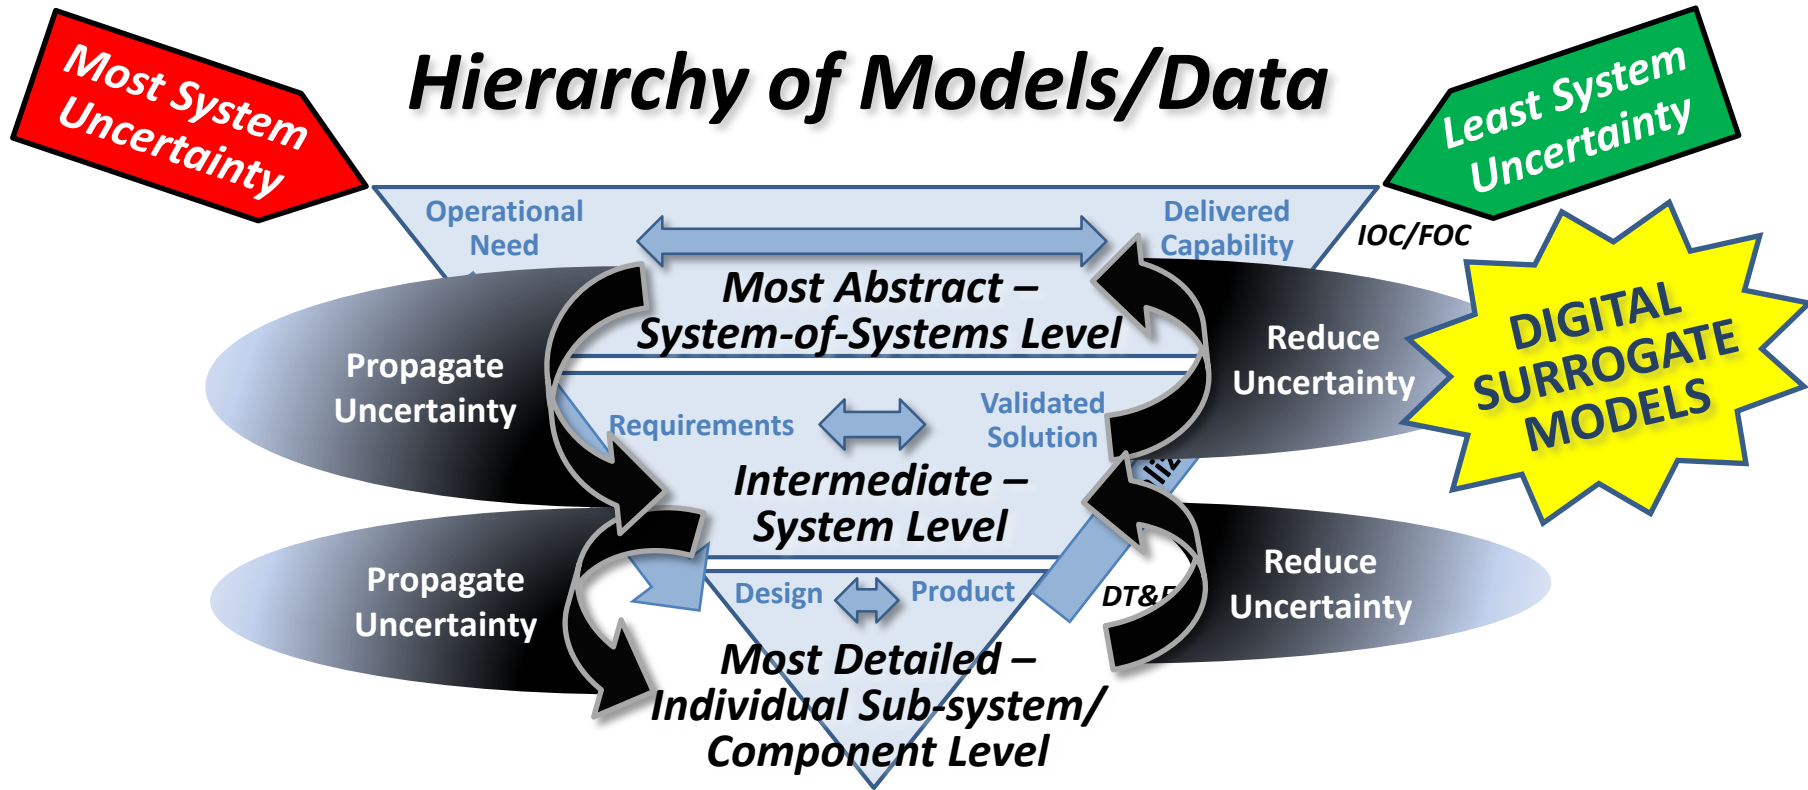 Most System
Uncertainty
Hierarchy of Models/Data
Least System
Uncertainty
Operational
Need
Delivered
Capability
IOC/FOC
Most Abstract –
System-of-Systems Level
Propagate
Uncertainty
Reduce
Uncertainty
DIGITAL
SURROGATE
MODELS
Requirements
Validated
Solution
Intermediate –
System Level
Propagate
Uncertainty
Design
Product
DT&E
Reduce
Uncertainty
Most Detailed –
Individual Sub-system/
Component Level